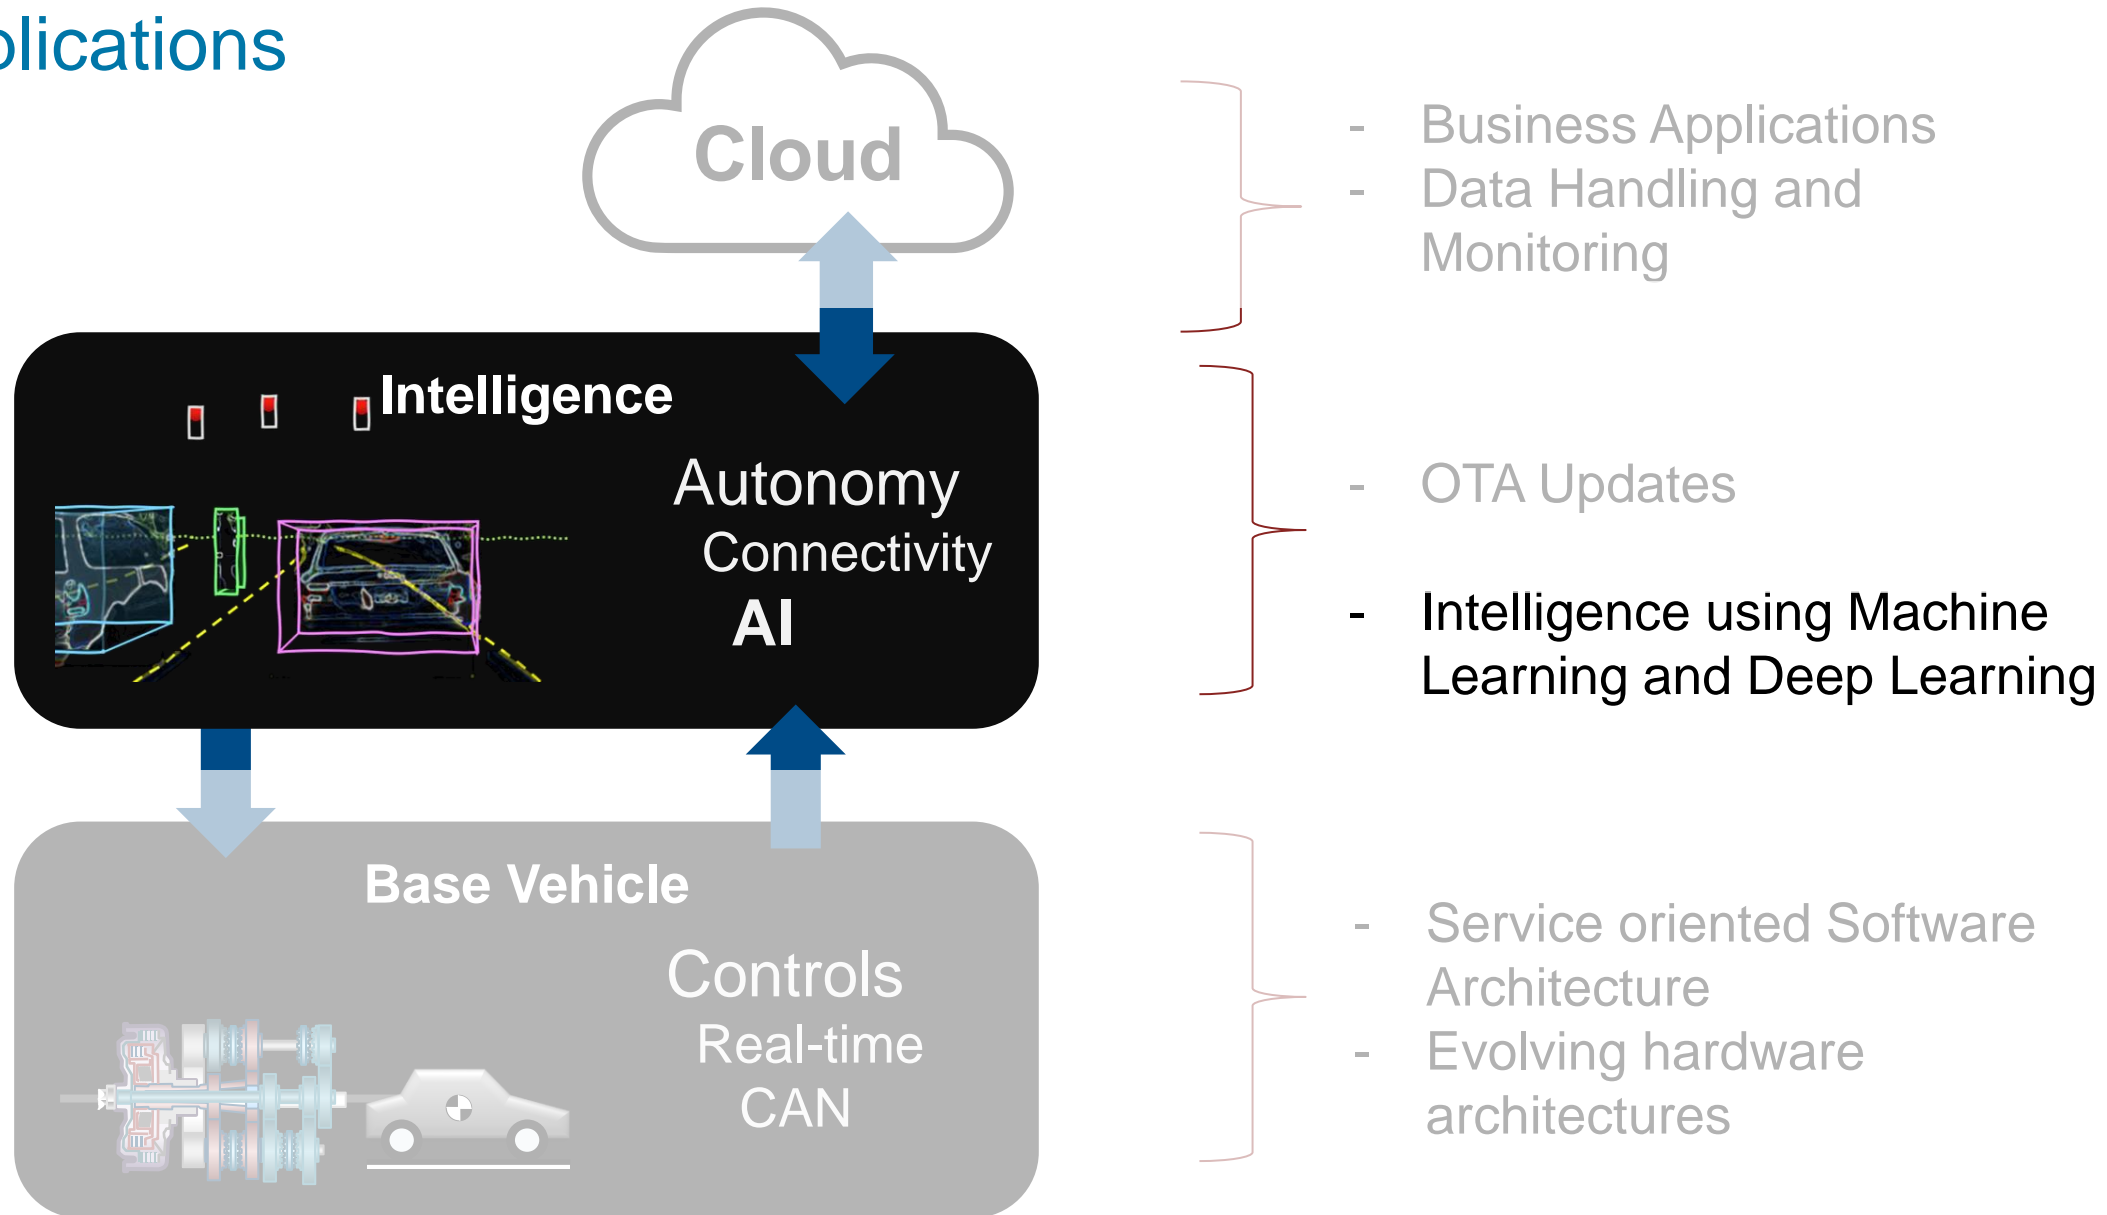 plications
Cloud
- Business Applications
- Data Handling and
Monitoring
Intelligence
Autonomy
Connectivity
AI
- OTA Updates
- Intelligence using Machine
Learning and Deep Learning
Base Vehicle
Controls
Real-time
CAN
- Service oriented Software
Architecture
- Evolving hardware
architectures